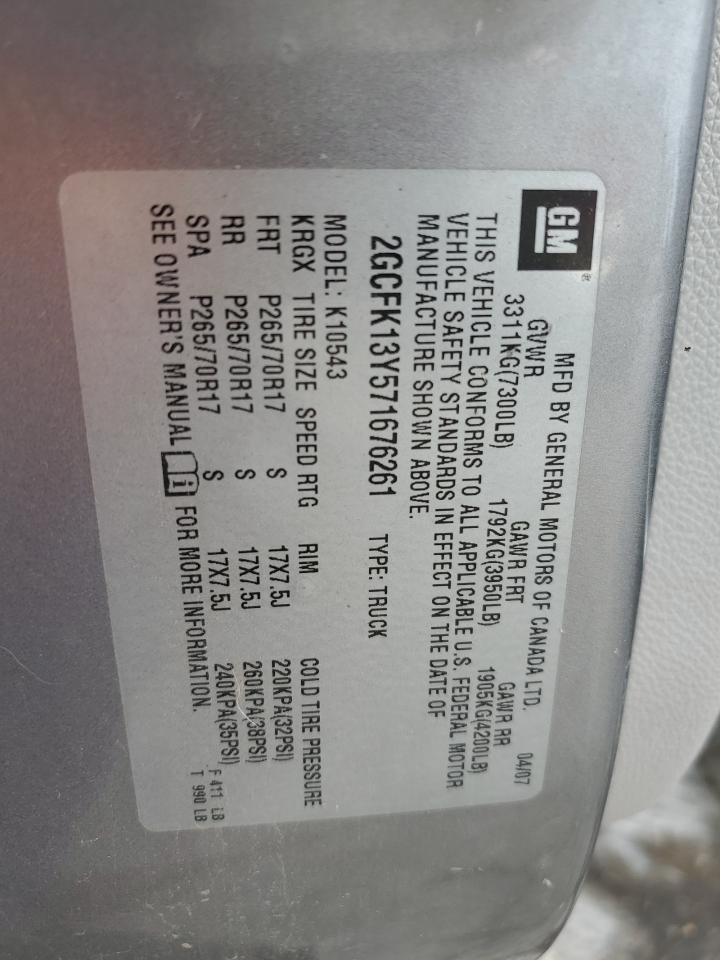 GM ®
MFD BY GENERAL MOTORS OF CANADA LTD.
04/07
GVWR GAWR FRT GAWR RR
3311KG(7300LB) 1792KG(3950LB) 1905KG(4200LB)
THIS VEHICLE CONFORMS TO ALL APPLICABLE U.S. FEDERAL MOTOR
VEHICLE SAFETY STANDARDS IN EFFECT ON THE DATE OF
MANUFACTURE SHOWN ABOVE.
2GCFK13Y571676261 TYPE: TRUCK
MODEL: K10543
KRGX TIRE SIZE SPEED RTG RIM COLD TIRE PRESSURE
FRT P265/70R17 S 17X7.5J 220KPA(32PSI)
RR P265/70R17 S 17X7.5J 260KPA(38PSI)
SPA P265/70R17 S 17X7.5J 240KPA(35PSI)
SEE OWNER'S MANUAL i FOR MORE INFORMATION.
F 411 LB
T 990 LB